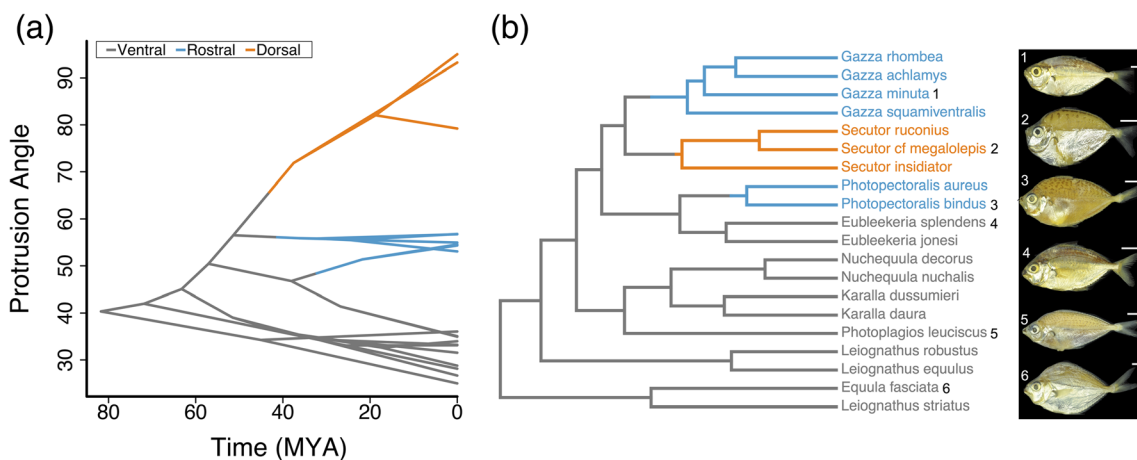 (a)
Ventral Rostral Dorsal
Protrusion Angle
90
80
70
60
50
40
30
80 60 40 20 0
Time (MYA)
(b)
Gazza rhombea
Gazza achlamys
Gazza minuta 1
Gazza squamiventralis
Secutor ruconius
Secutor cf megalolepis 2
Secutor insidiator
Photopectoralis aureus
Photopectoralis bindus 3
Eubleekeria splendens 4
Eubleekeria jonesi
Nuchequula decorus
Nuchequula nuchalis
Karalla dussumieri
Karalla daura
Photoplagios leuciscus 5
Leiognathus robustus
Leiognathus equulus
Equula fasciata 6
Leiognathus striatus
1
2
3
4
5
6